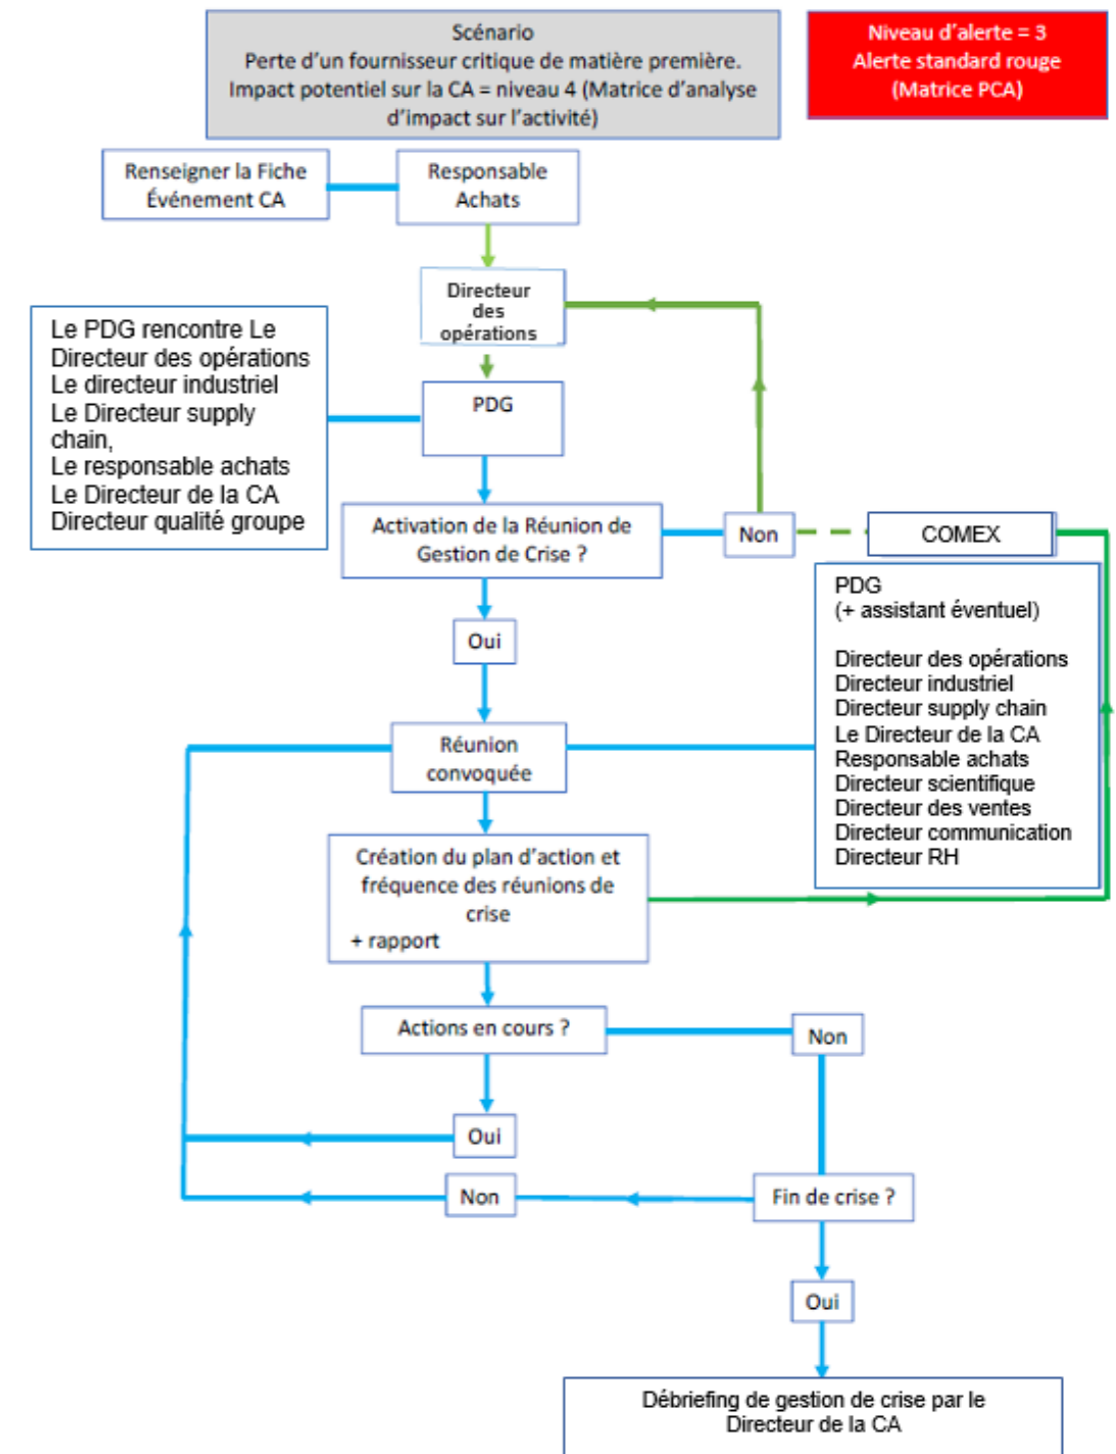 Scénario
Perte d'un fournisseur critique de matière première.
Impact potentiel sur la CA = niveau 4 (Matrice d'analyse
d'impact sur l'activité)
Niveau d'alerte = 3
Alerte standard rouge
(Matrice PCA)
Renseigner la Fiche
Événement CA
Responsable
Achats
Directeur
des
opérations
Le PDG rencontre Le
Directeur des opérations
Le directeur industriel
Le Directeur supply
chain,
Le responsable achats
Le Directeur de la CA
Directeur qualité groupe
PDG
Activation de la Réunion de
Gestion de Crise ?
Non
COMEX
PDG
(+ assistant éventuel)
Directeur des opérations
Directeur industriel
Directeur supply chain
Le Directeur de la CA
Responsable achats
Directeur scientifique
Directeur des ventes
Directeur communication
Directeur RH
Oui
Réunion
convoquée
Création du plan d'action et
fréquence des réunions de
crise
+ rapport
Actions en cours ?
Non
Oui
Non
Fin de crise ?
Oui
Débriefing de gestion de crise par le
Directeur de la CA